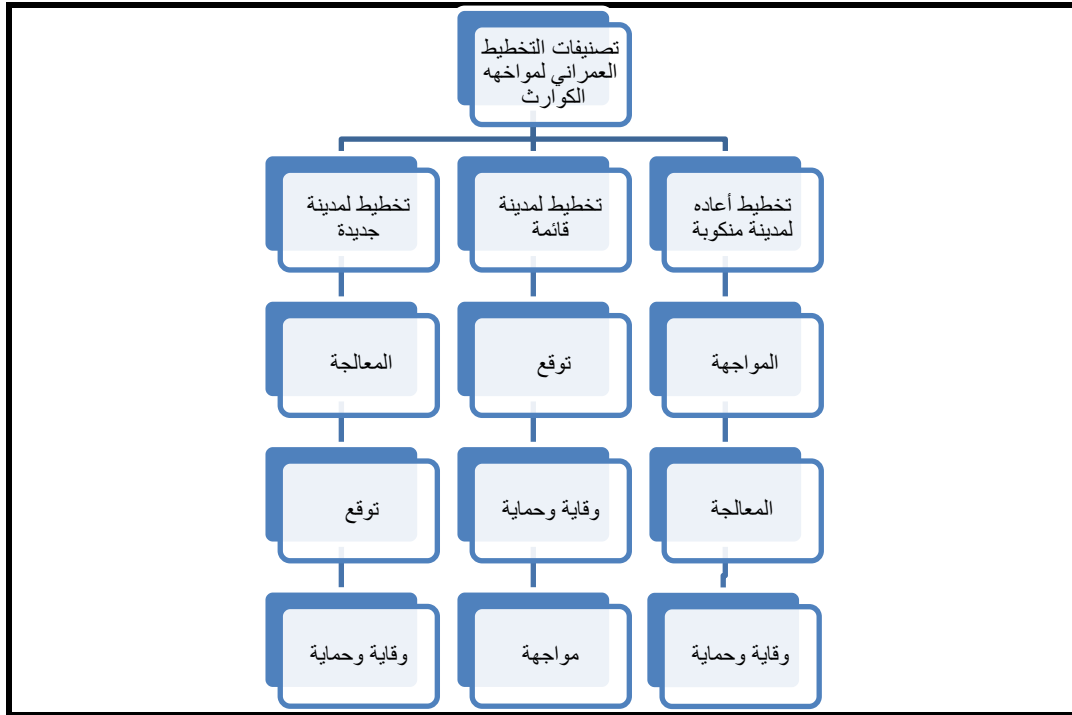 تصنيفات التخطيط
العمراني لمواخهه
الكوارث
تخطيط أعاده
لمدينة منكوبة
تخطيط لمدينة
قائمة
تخطيط لمدينة
جديدة
المواجهة
توقع
المعالجة
المعالجة
وقاية وحماية
توقع
وقاية وحماية
مواجهة
وقاية وحماية